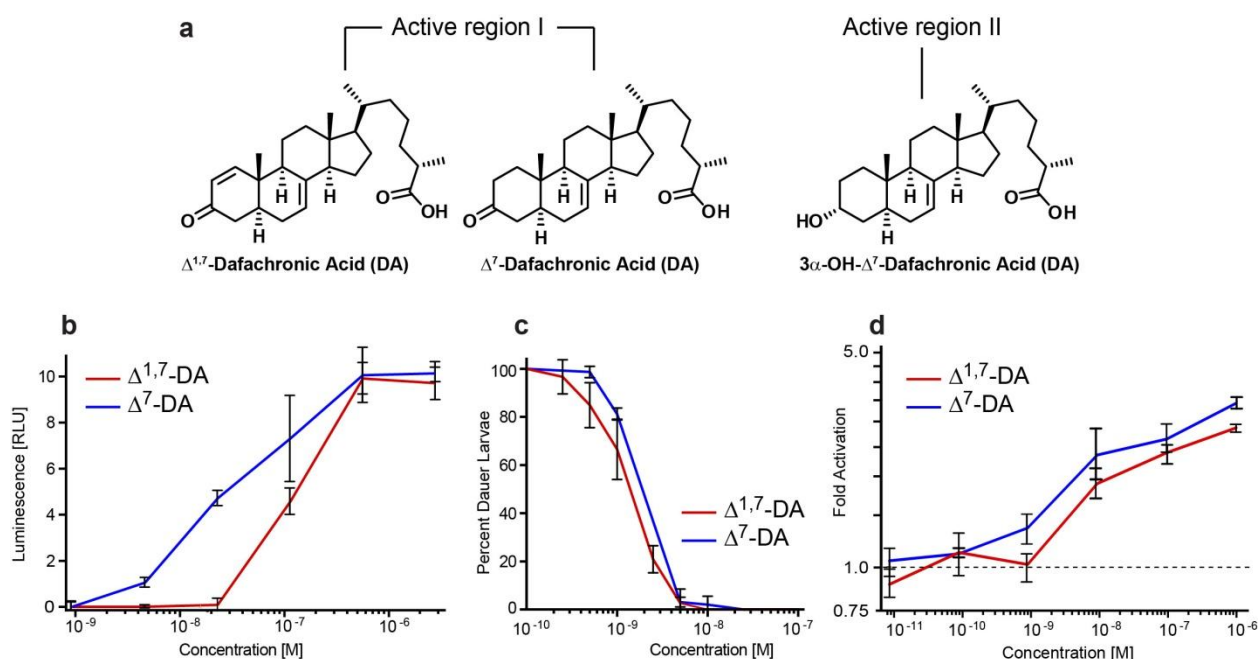 a
Active region I
Active region II
O
H
H
H
O
OH
O
H
H
H
O
OH
HO
H
H
H
O
OH
Δ1,7-Dafachronic Acid (DA)
Δ7-Dafachronic Acid (DA)
3α-OH-Δ7-Dafachronic Acid (DA)
b
Luminescence [RLU]
10
8
6
4
2
0
Δ1,7-DA
Δ7-DA
10-9
10-8
10-7
10-6
Concentration [M]
c
Percent Dauer Larvae
100
80
60
40
20
0
Δ1,7-DA
Δ7-DA
10-10
10-9
10-8
10-7
Concentration [M]
d
Fold Activation
5.0
1.0
0.75
Δ1,7-DA
Δ7-DA
10-11
10-10
10-9
10-8
10-7
10-6
Concentration [M]